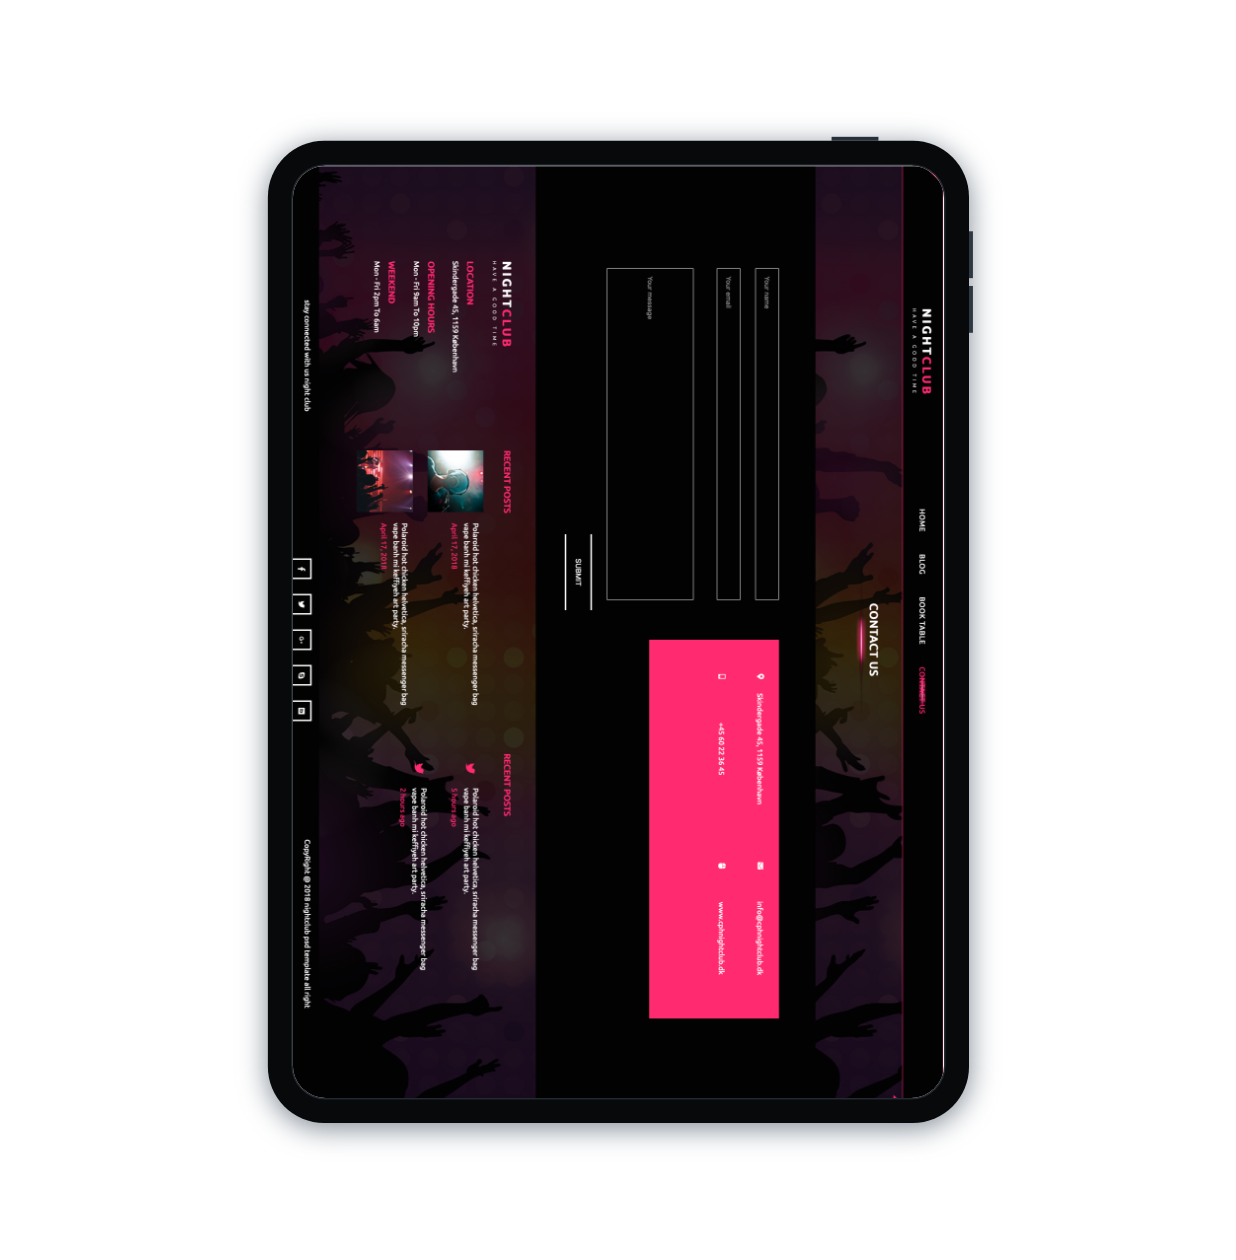 NIGHTCLUB
HAVE A GOOD TIME
HOME BLOG BOOK TABLE CONTACT US
CONTACT US
Your name
Your email
Your message
SUBMIT
Skindergade 45, 1159 København
info@cphnightclub.dk
+45 60 22 36 45
www.cphnightclub.dk
NIGHTCLUB
HAVE A GOOD TIME
LOCATION
Skindergade 45, 1159 København
OPENING HOURS
Mon - Fri 9am To 10pm
WEEKEND
Mon - Fri 2pm To 6am
RECENT POSTS
Polaroid hot chicken helvetica, sriracha messenger bag
vape banh mi keffiyeh art party.
April 17, 2018
Polaroid hot chicken helvetica, sriracha messenger bag
vape banh mi keffiyeh art party.
April 17, 2018
RECENT POSTS
Polaroid hot chicken helvetica, sriracha messenger bag
vape banh mi keffiyeh art party.
5 hours ago
Polaroid hot chicken helvetica, sriracha messenger bag
vape banh mi keffiyeh art party.
2 hours ago
stay connected with us night club
CopyRight @ 2018 nightclub psd template all right